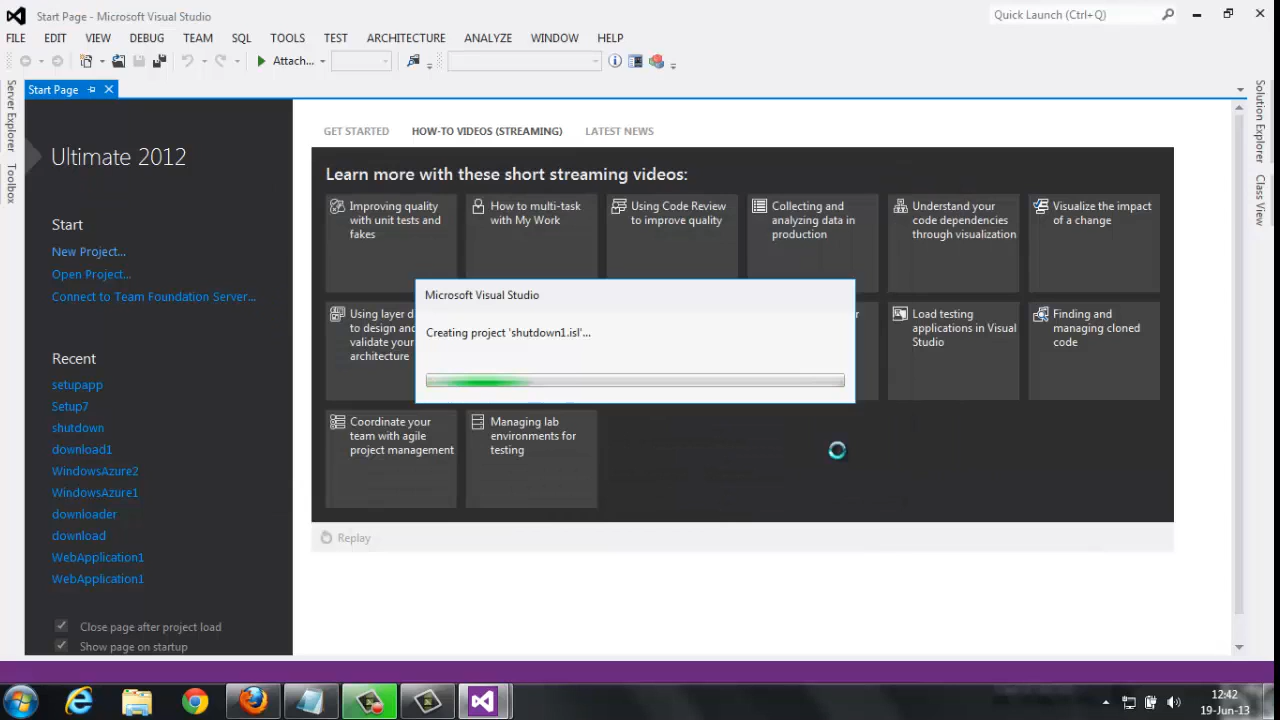 Start Page - Microsoft Visual Studio
Quick Launch (Ctrl+Q)
FILE EDIT VIEW DEBUG TEAM SQL TOOLS TEST ARCHITECTURE ANALYZE WINDOW HELP
Attach...
Start Page
Server Explorer
Toolbox
Solution Explorer
Class View
Ultimate 2012
Start
New Project...
Open Project...
Connect to Team Foundation Server...
Recent
setupapp
Setup7
shutdown
download1
WindowsAzure2
WindowsAzure1
downloader
download
WebApplication1
WebApplication1
Close page after project load
Show page on startup
GET STARTED HOW-TO VIDEOS (STREAMING) LATEST NEWS
Learn more with these short streaming videos:
Improving quality
with unit tests and
fakes
How to multi-task
with My Work
Using Code Review
to improve quality
Collecting and
analyzing data in
production
Understand your
code dependencies
through visualization
Visualize the impact
of a change
Using layer d
to design and
validate your
architecture
Load testing
applications in Visual
Studio
Finding and
managing cloned
code
Coordinate your
team with agile
project management
Managing lab
environments for
testing
Replay
Microsoft Visual Studio
Creating project 'shutdown1.isl'...
12:42
19-Jun-13